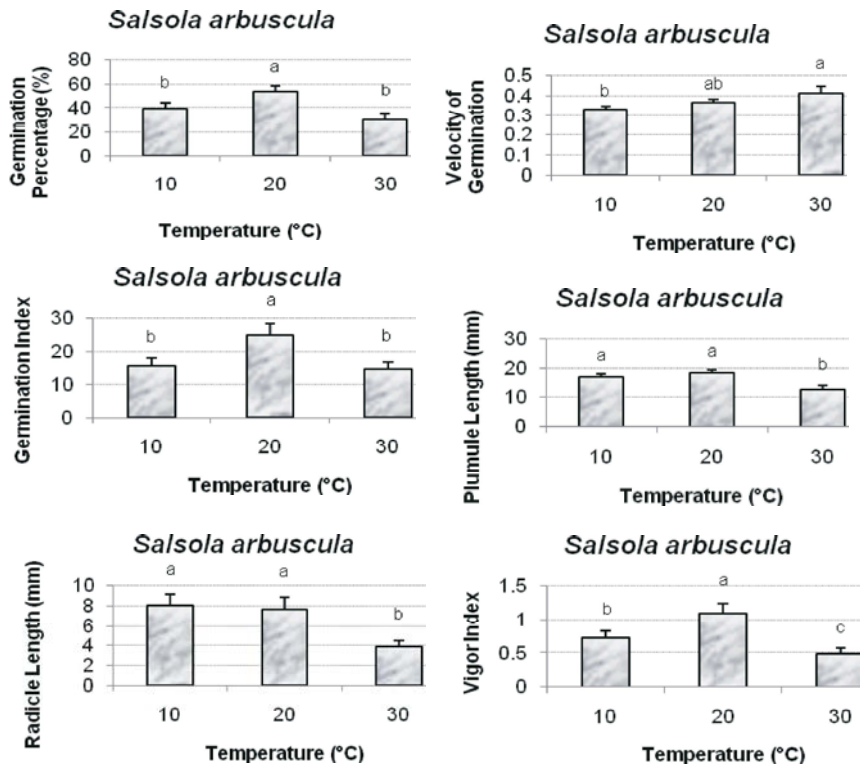 Salsola arbuscula
Germination
Percentage (%)
80
60
40
20
0
b
a
b
10 20 30
Temperature (°C)
Salsola arbuscula
Velocity of
Germination
0.5
0.4
0.3
0.2
0.1
0
b
ab
a
10 20 30
Temperature (°C)
Salsola arbuscula
Germination Index
30
20
10
0
b
a
b
10 20 30
Temperature (°C)
Salsola arbuscula
Plumule Length (mm)
30
20
10
0
a
a
b
10 20 30
Temperature (°C)
Salsola arbuscula
Radicle Length (mm)
10
8
6
4
2
0
a
a
b
10 20 30
Temperature (°C)
Salsola arbuscula
Vigor Index
1.5
1
0.5
0
b
a
c
10 20 30
Temperature (°C)